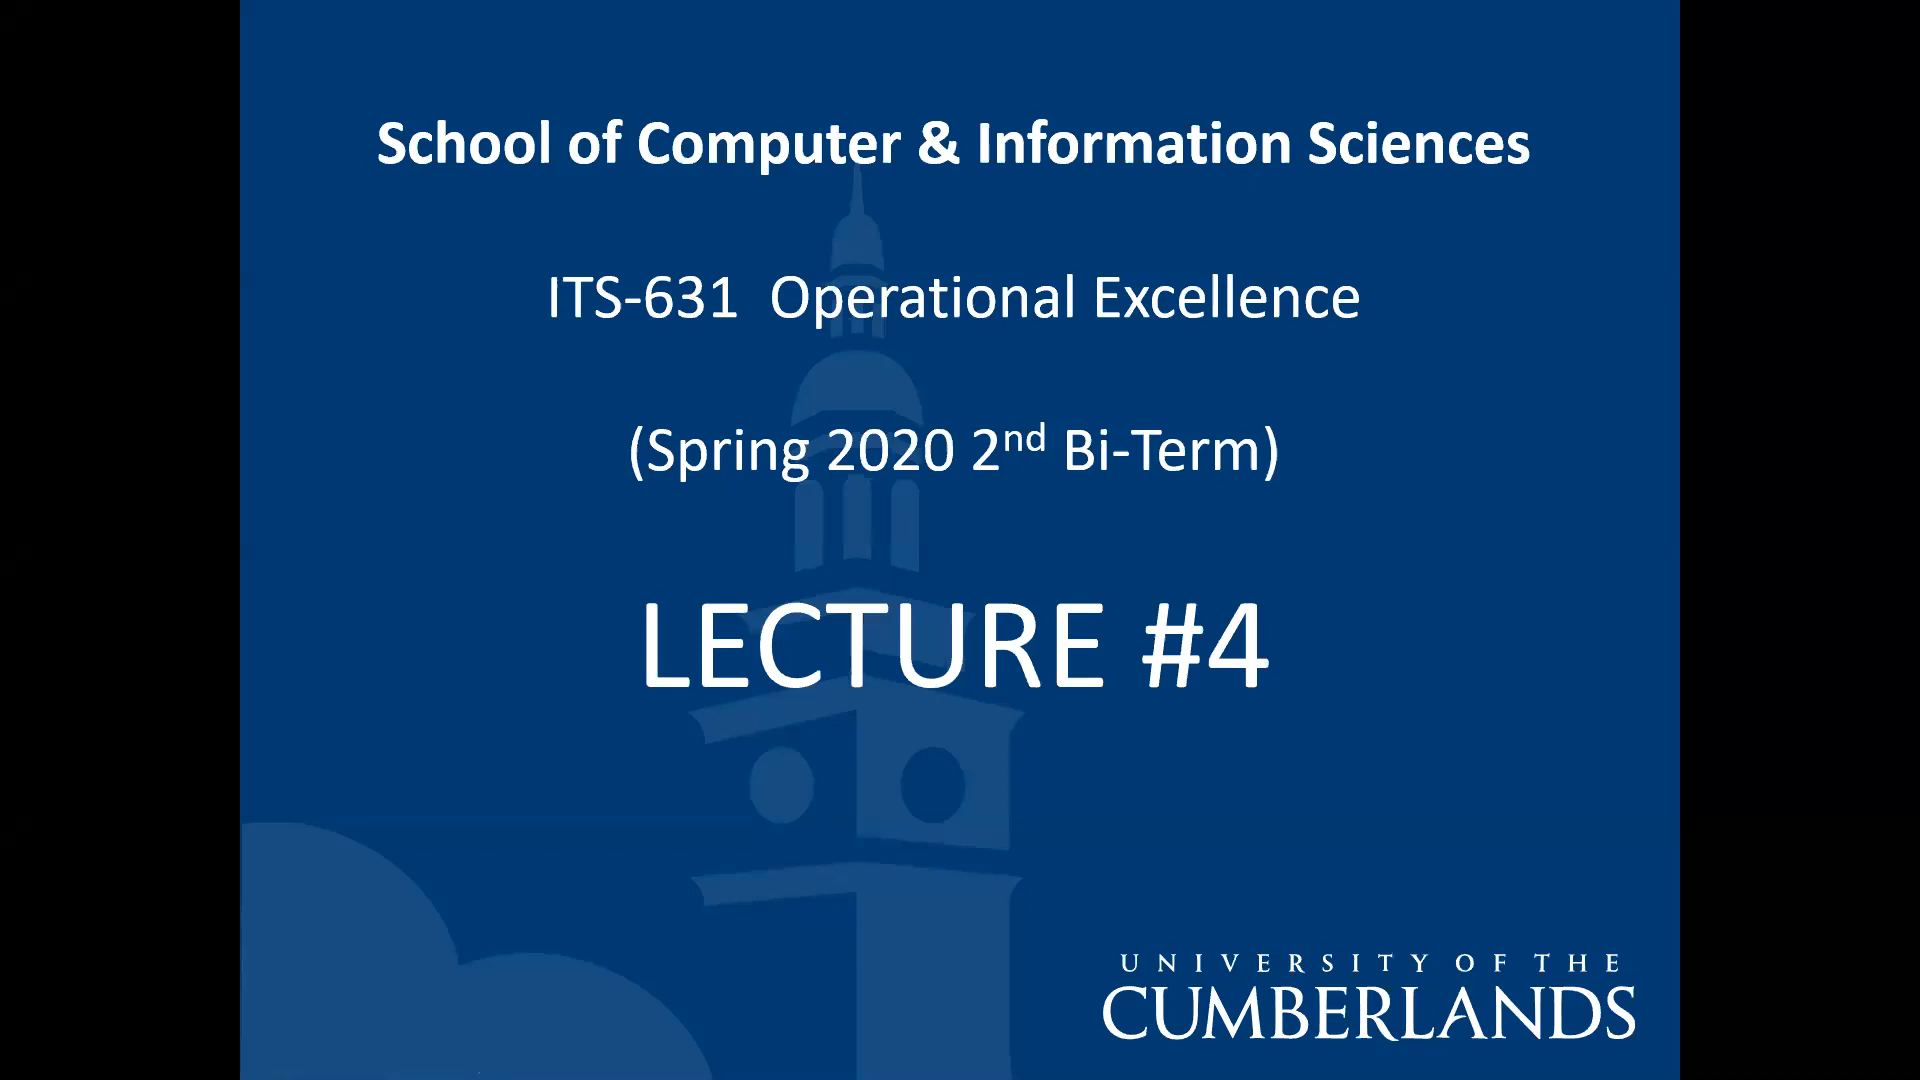 School of Computer & Information Sciences
ITS-631 Operational Excellence
(Spring 2020 2nd Bi-Term)
LECTURE #4
UNIVERSITY OF THE
CUMBERLANDS